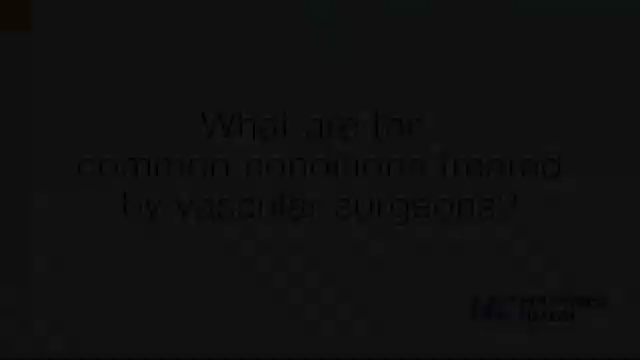 What are the
common conditions treated
by vascular surgeons?